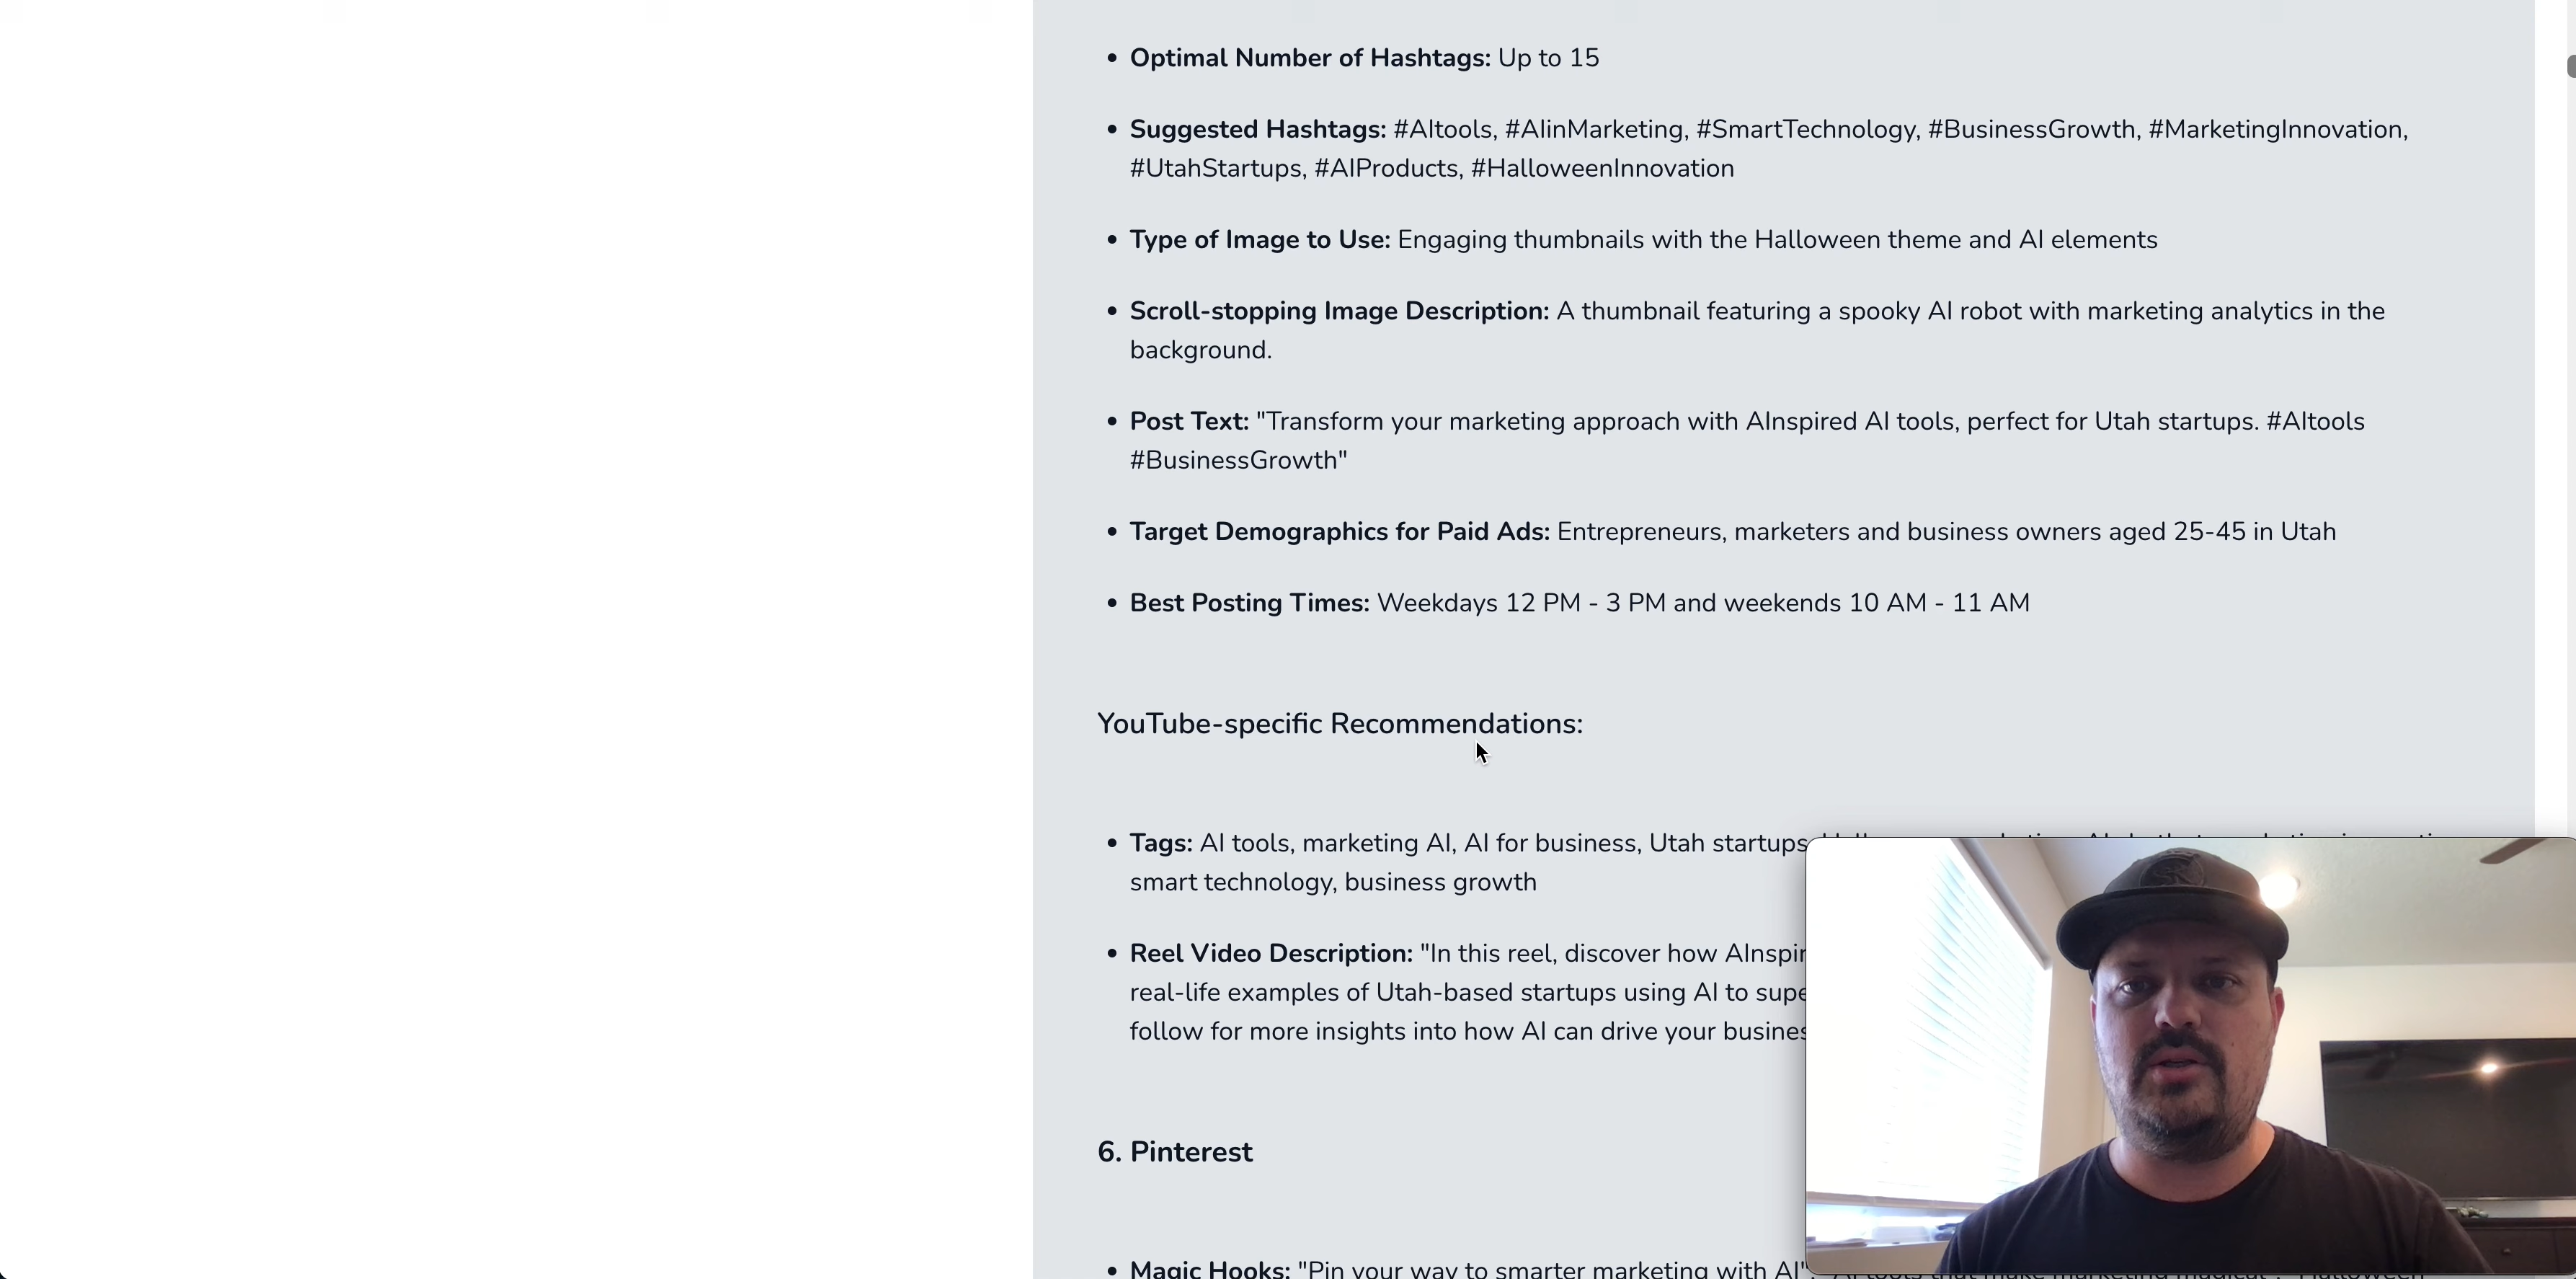 Optimal Number of Hashtags: Up to 15
Suggested Hashtags: #AItools, #AIinMarketing, #SmartTechnology, #BusinessGrowth, #MarketingInnovation,
#UtahStartups, #AIProducts, #HalloweenInnovation
Type of Image to Use: Engaging thumbnails with the Halloween theme and AI elements
Scroll-stopping Image Description: A thumbnail featuring a spooky AI robot with marketing analytics in the
background.
Post Text: "Transform your marketing approach with AInspired AI tools, perfect for Utah startups. #AItools
#BusinessGrowth"
Target Demographics for Paid Ads: Entrepreneurs, marketers and business owners aged 25-45 in Utah
Best Posting Times: Weekdays 12 PM - 3 PM and weekends 10 AM - 11 AM
YouTube-specific Recommendations:
Tags: AI tools, marketing AI, AI for business, Utah startups
smart technology, business growth
Reel Video Description: "In this reel, discover how
real-life examples of Utah-based startups using AI to
follow for more insights into how AI can drive your
6. Pinterest
Magic Hooks: "Pin your way to smarter marketing with AI"